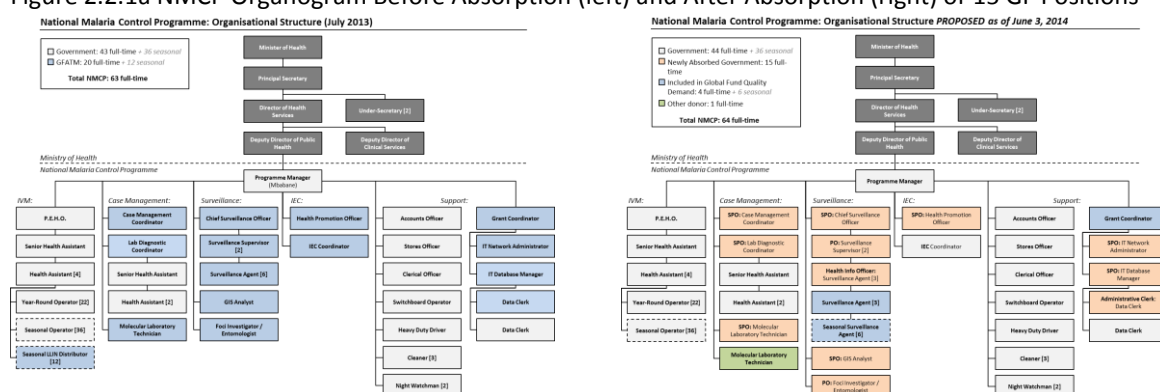 Figure 2.2.1a NMCP Organogram Before Absorption (left) and After Absorption (right) of 15 GF Positions
National Malaria Control Programme: Organisational Structure (July 2013)
Government: 43 full-time + 36 seasonal
GFATM: 20 full-time + 12 seasonal
Total NMCP: 63 full-time
Minister of Health
Principal Secretary
Director of Health
Services
Under-Secretary [2]
Deputy Director of Public
Health
Deputy Director of
Clinical Services
Ministry of Health
National Malaria Control Programme
Programme Manager
(Mbabane)
IVM:
P.E.H.O.
Senior Health Assistant
Health Assistant [4]
Year-Round Operator [22]
Seasonal Operator [36]
Seasonal LLIN Distributor
[12]
Case Management:
Case Management
Coordinator
Lab Diagnostic
Coordinator
Senior Health Assistant
Health Assistant [2]
Molecular Laboratory
Technician
Surveillance:
Chief Surveillance Officer
Surveillance Supervisor
[2]
Surveillance Agent [6]
GIS Analyst
Foci Investigator /
Entomologist
IEC:
Health Promotion Officer
IEC Coordinator
Support:
Accounts Officer
Stores Officer
Clerical Officer
Switchboard Operator
Heavy Duty Driver
Cleaner [3]
Night Watchman [2]
Grant Coordinator
IT Network Administrator
IT Database Manager
Data Clerk
Data Clerk
National Malaria Control Programme: Organisational Structure PROPOSED as of June 3, 2014
Government: 44 full-time + 36 seasonal
Newly Absorbed Government: 15 full-
time
Included in Global Fund Quality
Demand: 4 full-time + 6 seasonal
Other donor: 1 full-time
Total NMCP: 64 full-time
Minister of Health
Principal Secretary
Director of Health
Services
Under-Secretary [2]
Deputy Director of Public
Health
Deputy Director of
Clinical Services
Ministry of Health
National Malaria Control Programme
Programme Manager
IVM:
P.E.H.O.
Senior Health Assistant
Health Assistant [4]
Year-Round Operator [22]
Seasonal Operator [36]
Case Management:
SPO: Case Management
Coordinator
SPO: Lab Diagnostic
Coordinator
Senior Health Assistant
Health Assistant [2]
SPO: Molecular
Laboratory Technician
Molecular Laboratory
Technician
Surveillance:
SPO: Chief Surveillance
Officer
PO: Surveillance
Supervisor [2]
Health Info Officer:
Surveillance Agent [3]
Surveillance Agent [3]
Seasonal Surveillance
Agent [6]
SPO: GIS Analyst
PO: Foci Investigator /
Entomologist
IEC:
SPO: Health Promotion
Officer
IEC Coordinator
Support:
Accounts Officer
Stores Officer
Clerical Officer
Switchboard Operator
Heavy Duty Driver
Cleaner [3]
Night Watchman [2]
Grant Coordinator
SPO: IT Network
Administrator
SPO: IT Database
Manager
Administrative Clerk:
Data Clerk
Data Clerk